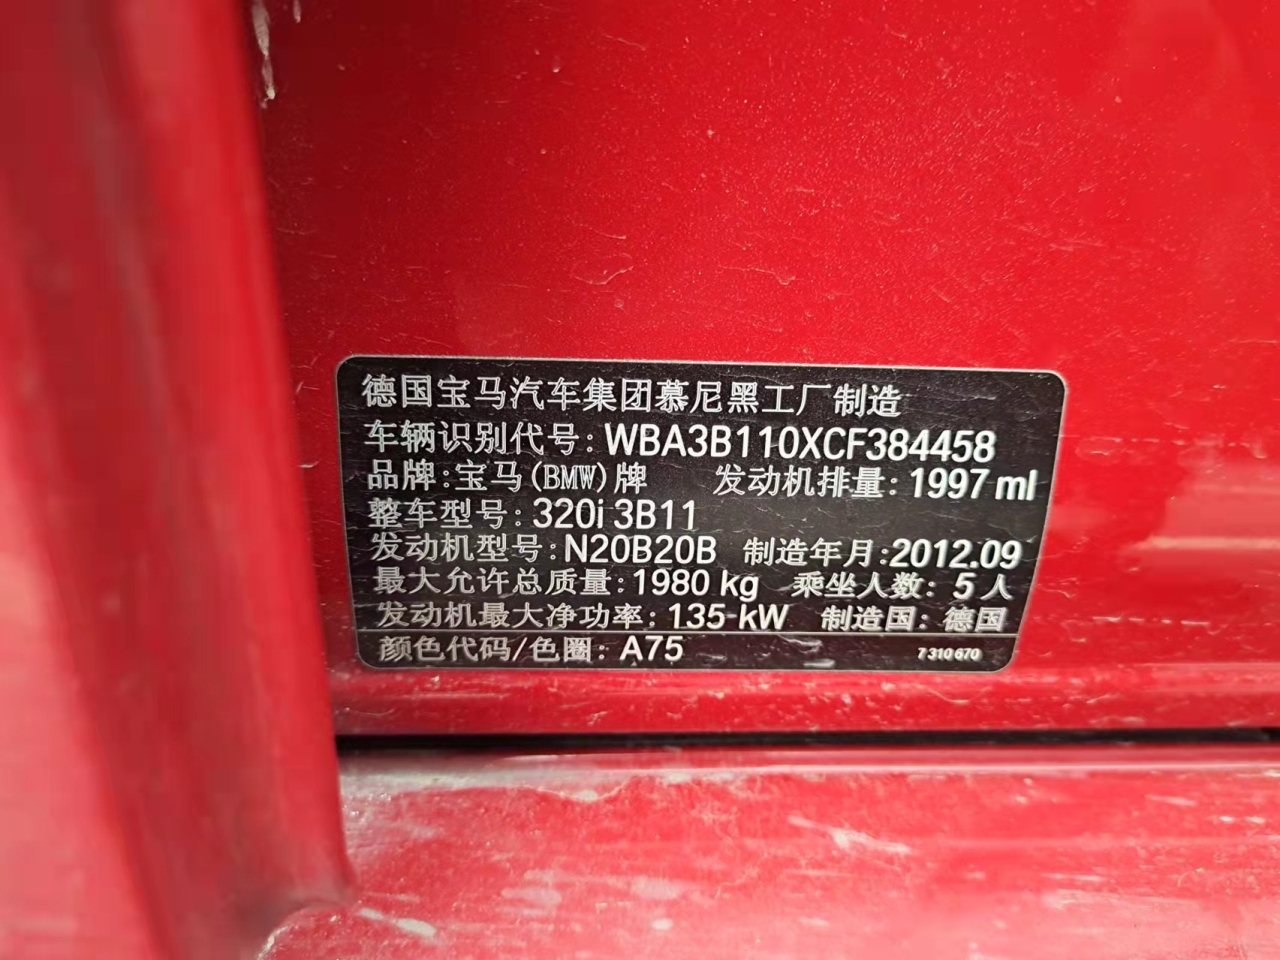 德国宝马汽车集团慕尼黑工厂制造
车辆识别代号: WBA3B110XCF384458
品牌:宝马(BMW)牌 发动机排量: 1997 ml
整车型号: 320i 3B11
发动机型号: N20B20B 制造年月:2012.09
最大允许总质量: 1980 kg 乘坐人数: 5 人
发动机最大净功率: 135-kW 制造国: 德国
颜色代码/色圈: A75 7 310 670